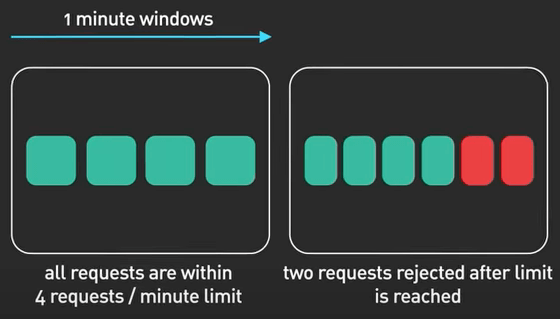 1 minute windows
all requests are within
4 requests / minute limit
two requests rejected after limit
is reached